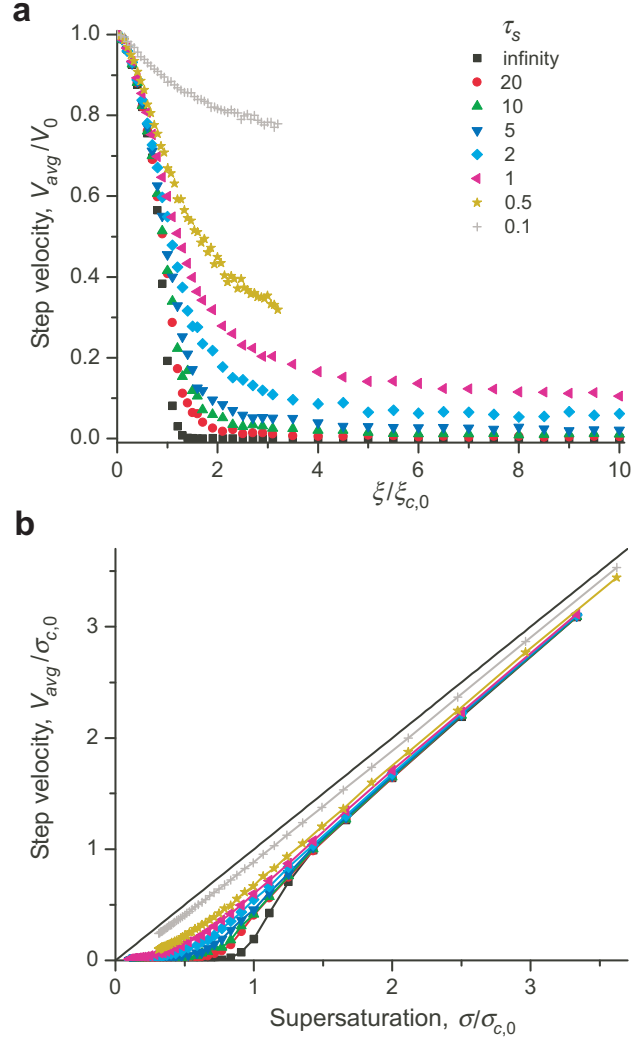 a
τs
infinity
20
10
5
2
1
0.5
0.1
Step velocity, Vavg/V0
1.0
0.8
0.6
0.4
0.2
0.0
0 2 4 6 8 10
ξ/ξc,0
b
Step velocity, Vavg/σc,0
3
2
1
0
0 1 2 3
Supersaturation, σ/σc,0